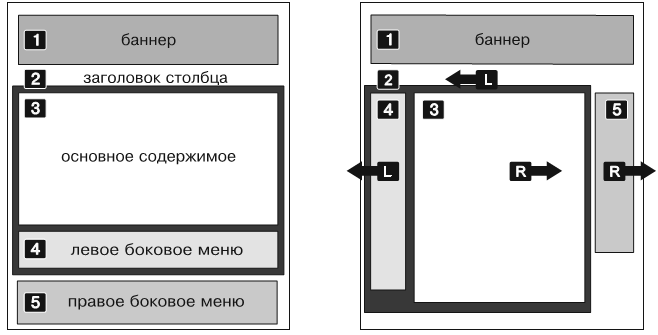 1 баннер
2 заголовок столбца
3
основное содержимое
4 левое боковое меню
5 правое боковое меню
1 баннер
2 L
4 3 5
L R R